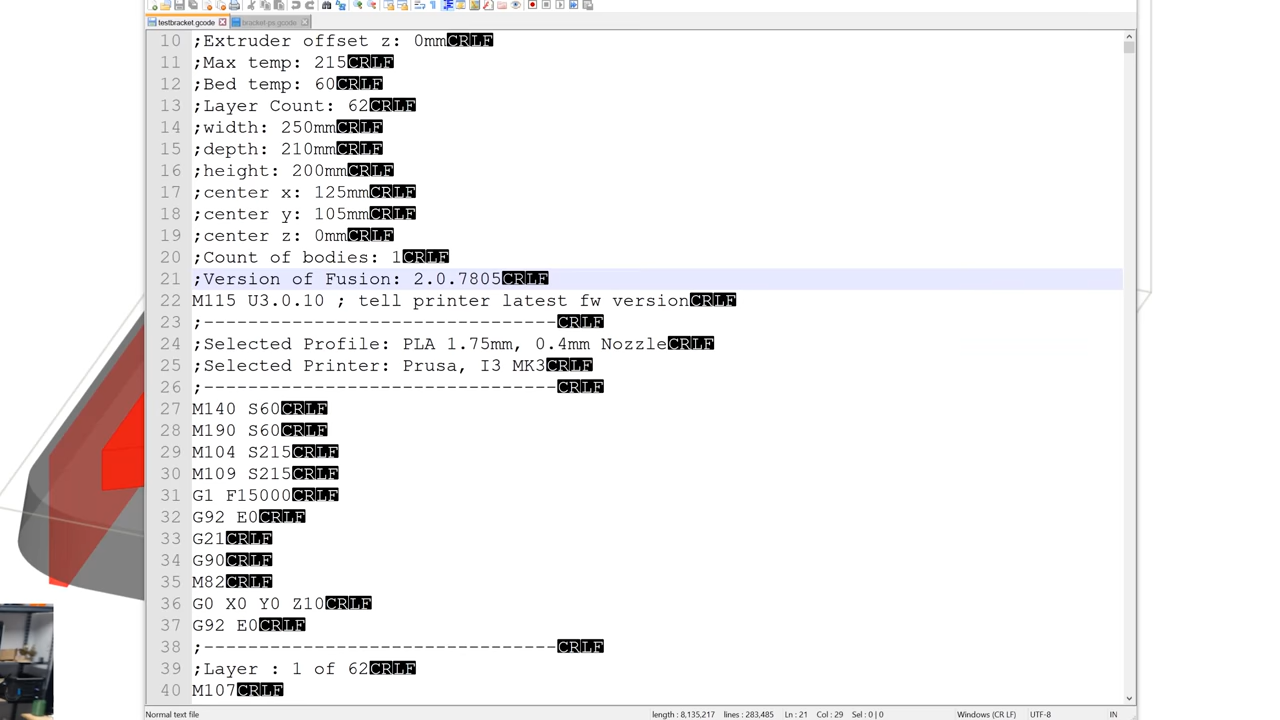 testbracket.gcode bracket-ps.gcode
10 ;Extruder offset z: 0mmCRLF
11 ;Max temp: 215CRLF
12 ;Bed temp: 60CRLF
13 ;Layer Count: 62CRLF
14 ;width: 250mmCRLF
15 ;depth: 210mmCRLF
16 ;height: 200mmCRLF
17 ;center x: 125mmCRLF
18 ;center y: 105mmCRLF
19 ;center z: 0mmCRLF
20 ;Count of bodies: 1CRLF
21 ;Version of Fusion: 2.0.7805CRLF
22 M115 U3.0.10 ; tell printer latest fw versionCRLF
23 ;--------------------------------CRLF
24 ;Selected Profile: PLA 1.75mm, 0.4mm NozzleCRLF
25 ;Selected Printer: Prusa, I3 MK3CRLF
26 ;--------------------------------CRLF
27 M140 S60CRLF
28 M190 S60CRLF
29 M104 S215CRLF
30 M109 S215CRLF
31 G1 F15000CRLF
32 G92 E0CRLF
33 G21CRLF
34 G90CRLF
35 M82CRLF
36 G0 X0 Y0 Z10CRLF
37 G92 E0CRLF
38 ;--------------------------------CRLF
39 ;Layer : 1 of 62CRLF
40 M107CRLF
Normal text file length : 8,135,217 lines : 283,485 Ln : 21 Col : 29 Sel : 0 | 0 Windows (CR LF) UTF-8 IN